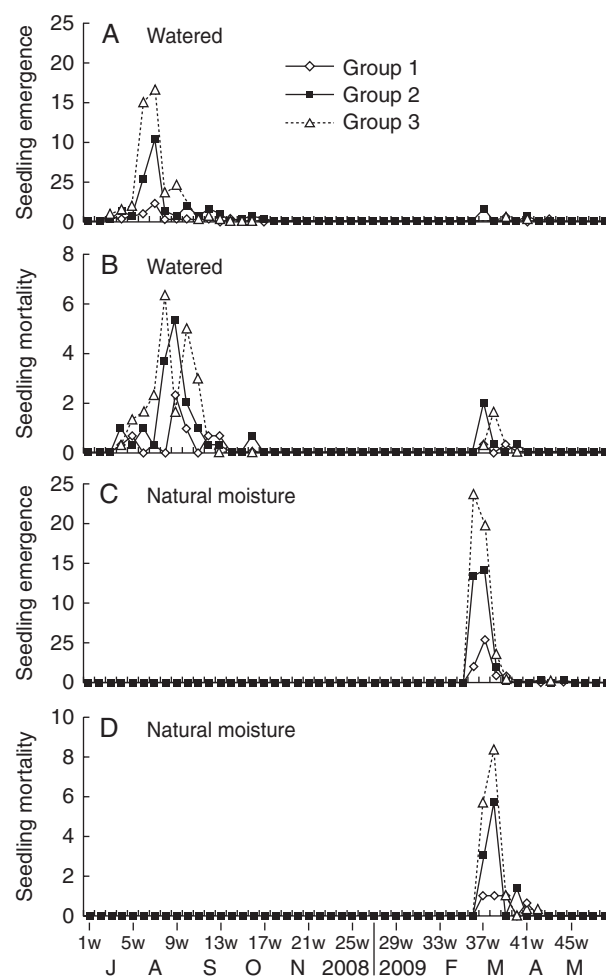 A Watered
Group 1
Group 2
Group 3
Seedling emergence
25
20
15
10
25
0
B Watered
Seedling mortality
8
6
4
2
0
C Natural moisture
Seedling emergence
25
20
15
10
25
0
D Natural moisture
Seedling mortality
10
8
6
4
2
0
1w 5w 9w 13w 17w 21w 25w 29w 33w 37w 41w 45w
J A S O N 2008 2009 F M A M